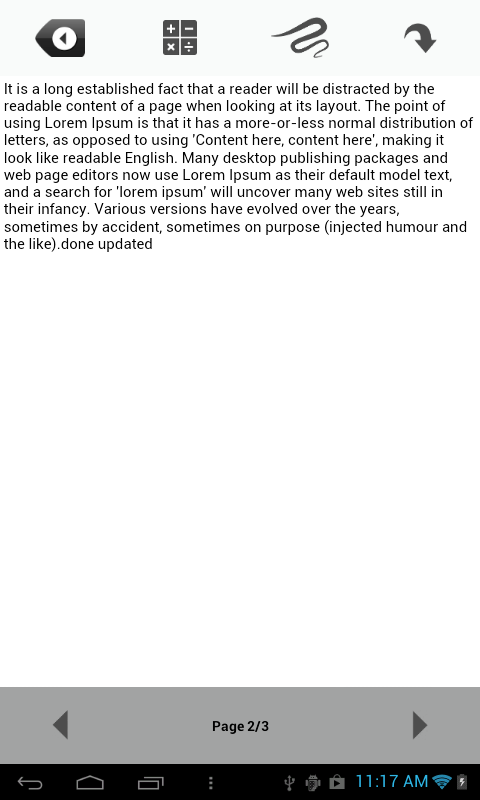 It is a long established fact that a reader will be distracted by the
readable content of a page when looking at its layout. The point of
using Lorem Ipsum is that it has a more-or-less normal distribution of
letters, as opposed to using 'Content here, content here', making it
look like readable English. Many desktop publishing packages and
web page editors now use Lorem Ipsum as their default model text,
and a search for 'lorem ipsum' will uncover many web sites still in
their infancy. Various versions have evolved over the years,
sometimes by accident, sometimes on purpose (injected humour and
the like).done updated
Page 2/3
11:17 AM